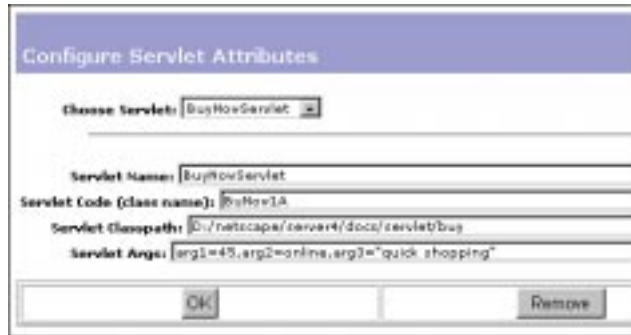 Configure Servlet Attributes
Choose Servlet: BuyNowServlet
Servlet Name: BuyNowServlet
Servlet Code (class name): BuNow1A
Servlet Classpath: D:/netscape/server4/docs/servlet/buy
Servlet Args: arg1=45,arg2=online,arg3="quick shopping"
OK Remove